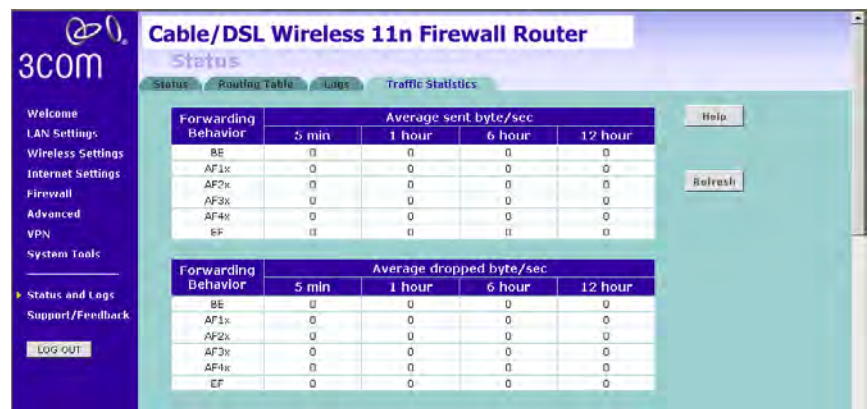 3COM
Cable/DSL Wireless 11n Firewall Router
Status
Status Routing Table Logs Traffic Statistics
Welcome
LAN Settings
Wireless Settings
Internet Settings
Firewall
Advanced
VPN
System Tools
Status and Logs
Support/Feedback
LOG OUT
Forwarding Behavior Average sent byte/sec
5 min 1 hour 6 hour 12 hour
BE 0 0 0 0
AF1x 0 0 0 0
AF2x 0 0 0 0
AF3x 0 0 0 0
AF4x 0 0 0 0
EF 0 0 0 0
Forwarding Behavior Average dropped byte/sec
5 min 1 hour 6 hour 12 hour
BE 0 0 0 0
AF1x 0 0 0 0
AF2x 0 0 0 0
AF3x 0 0 0 0
AF4x 0 0 0 0
EF 0 0 0 0
Help
Refresh